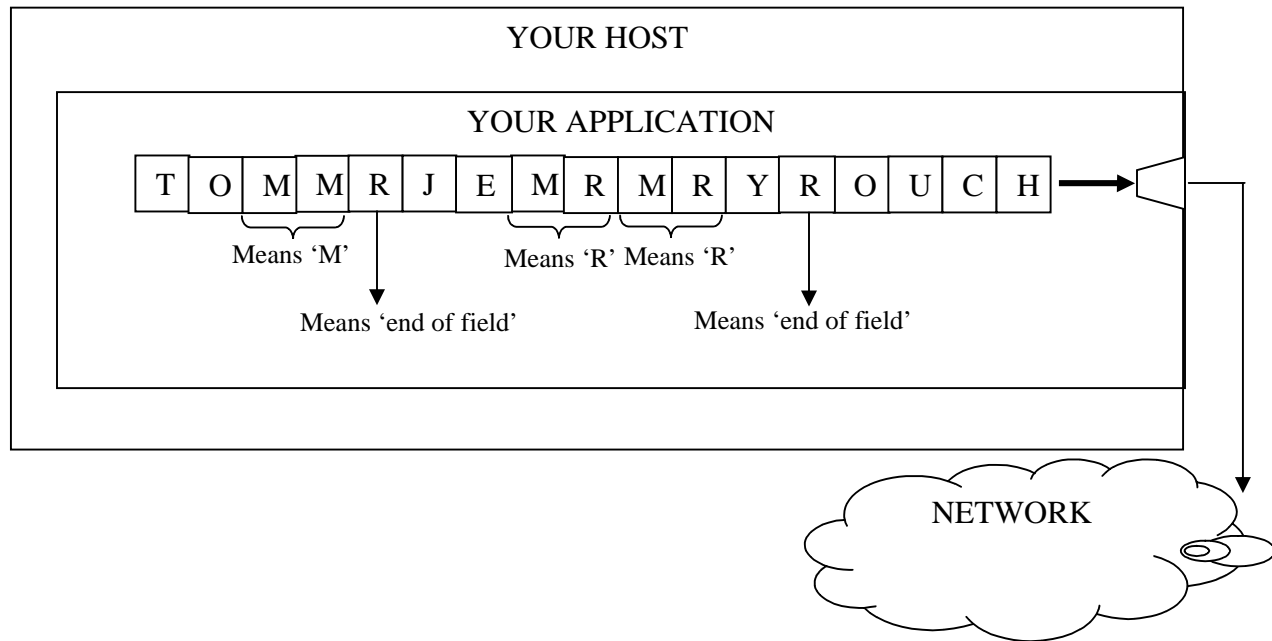 YOUR HOST
YOUR APPLICATION
T O M M R J E M R M R Y R O U C H
Means ‘M’
Means ‘R’ Means ‘R’
Means ‘end of field’ Means ‘end of field’
NETWORK